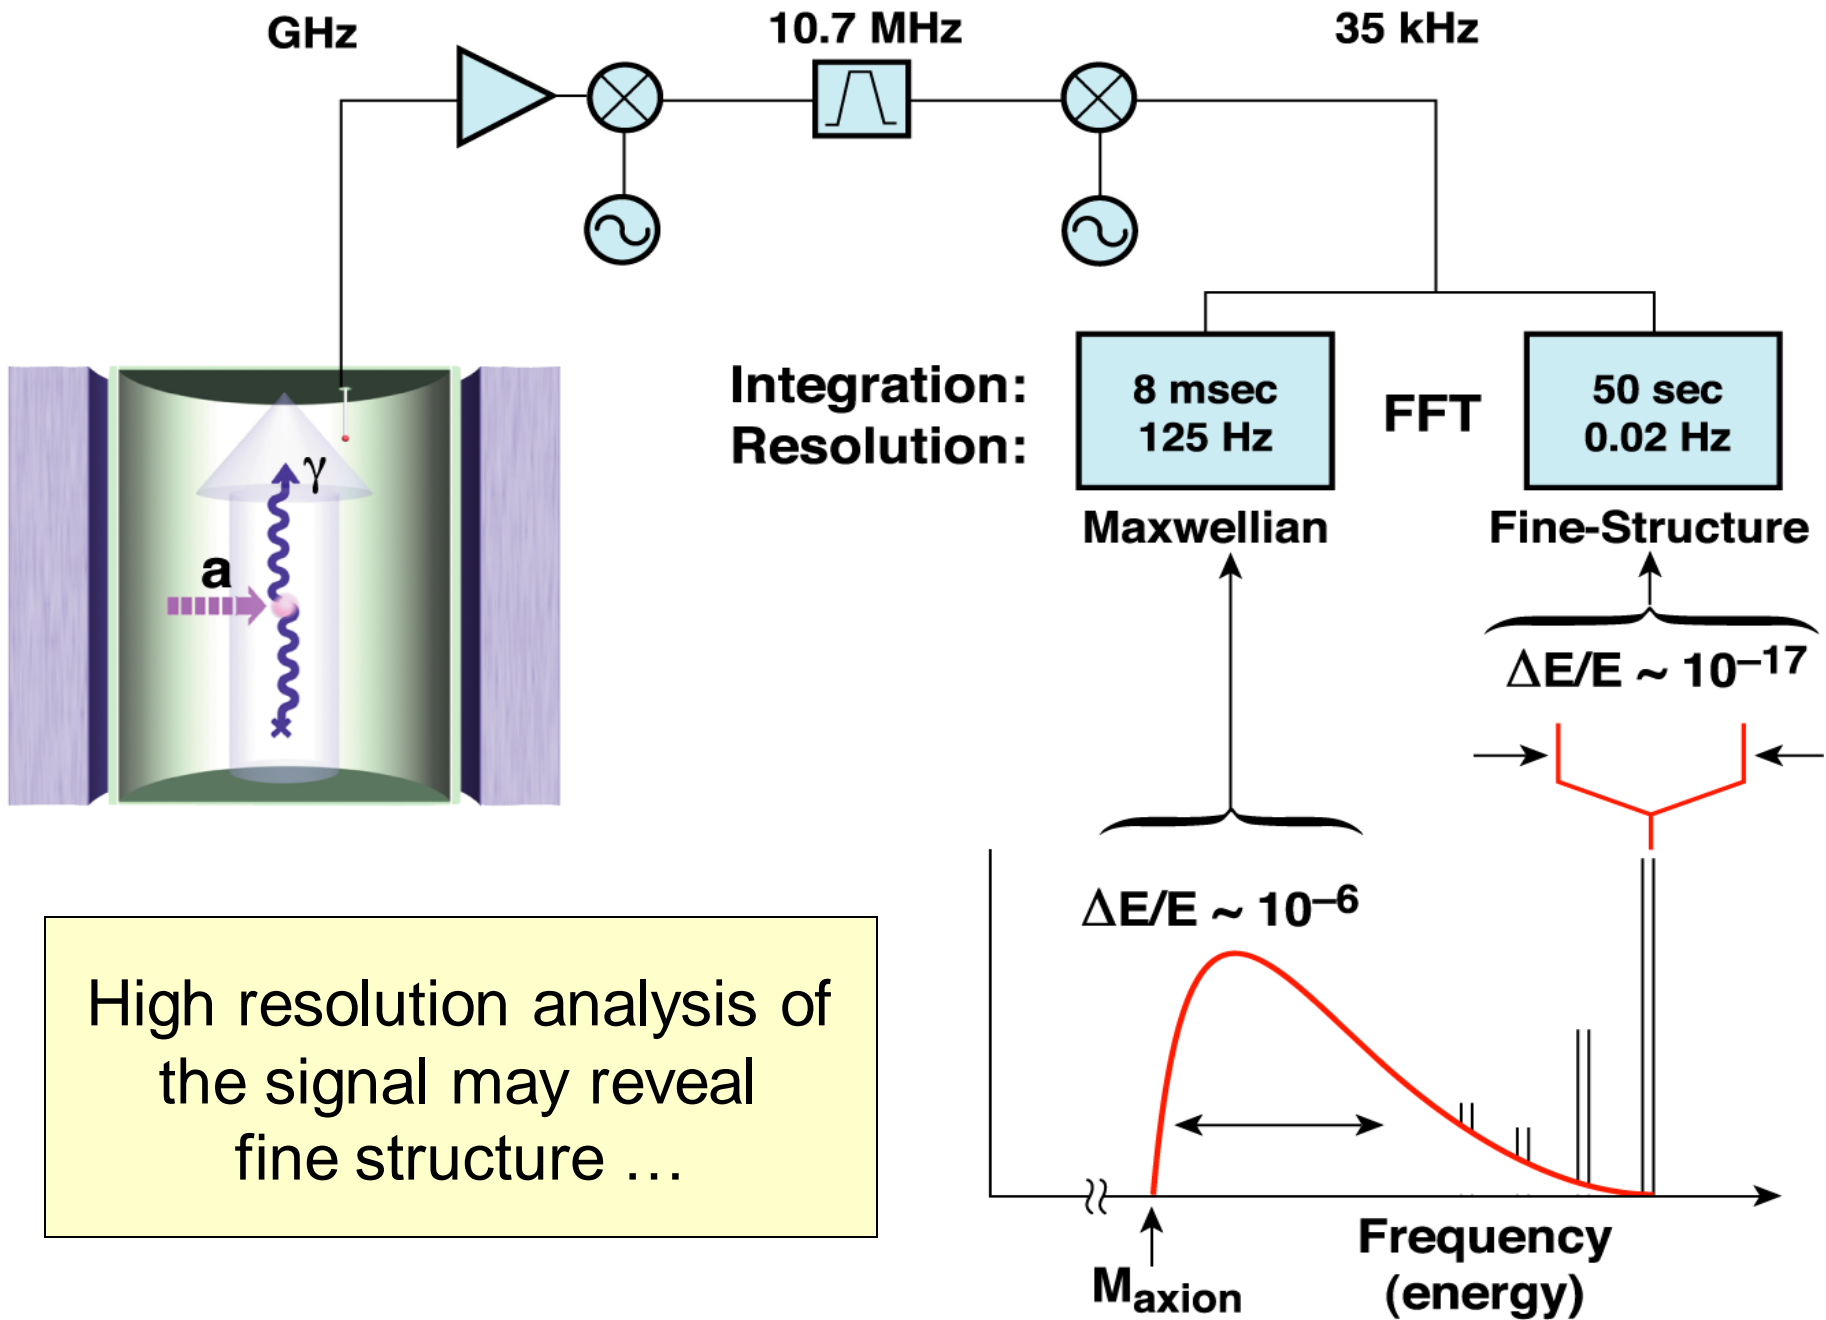 GHz
10.7 MHz
35 kHz
Integration:
Resolution:
8 msec
125 Hz
FFT
50 sec
0.02 Hz
Maxwellian
Fine-Structure
γ
a
ΔE/E ~ 10⁻¹⁷
ΔE/E ~ 10⁻⁶
High resolution analysis of
the signal may reveal
fine structure …
Maxion
Frequency
(energy)